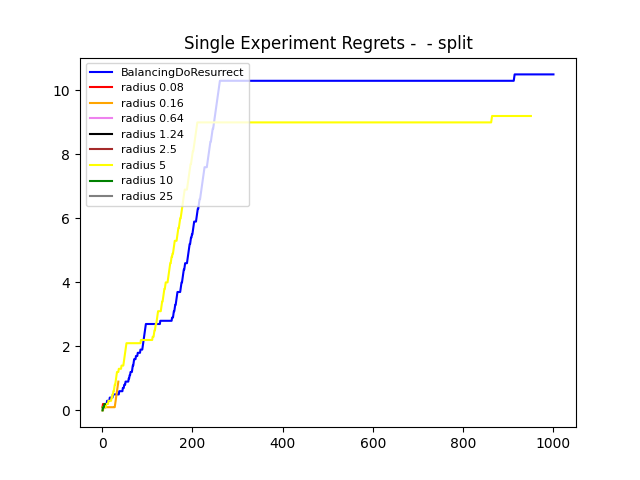 Single Experiment Regrets -  - split
BalancingDoResurrect
radius 0.08
radius 0.16
radius 0.64
radius 1.24
radius 2.5
radius 5
radius 10
radius 25
10
8
6
4
2
0
0 200 400 600 800 1000